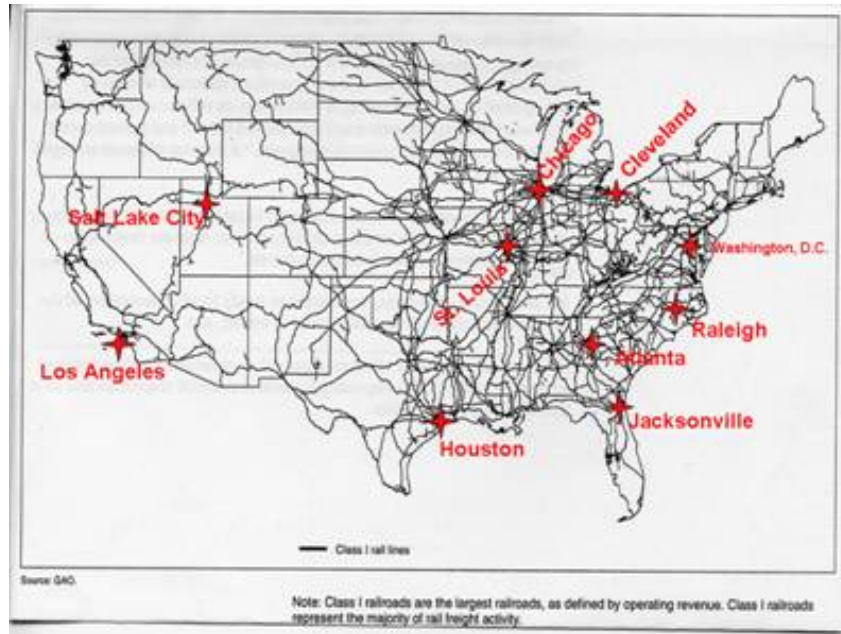 Chicago
Cleveland
Salt Lake City
Washington, D.C.
St. Louis
Raleigh
Atlanta
Los Angeles
Jacksonville
Houston
Class I rail lines
Source: GAO.
Note: Class I railroads are the largest railroads, as defined by operating revenue. Class I railroads
represent the majority of rail freight activity.